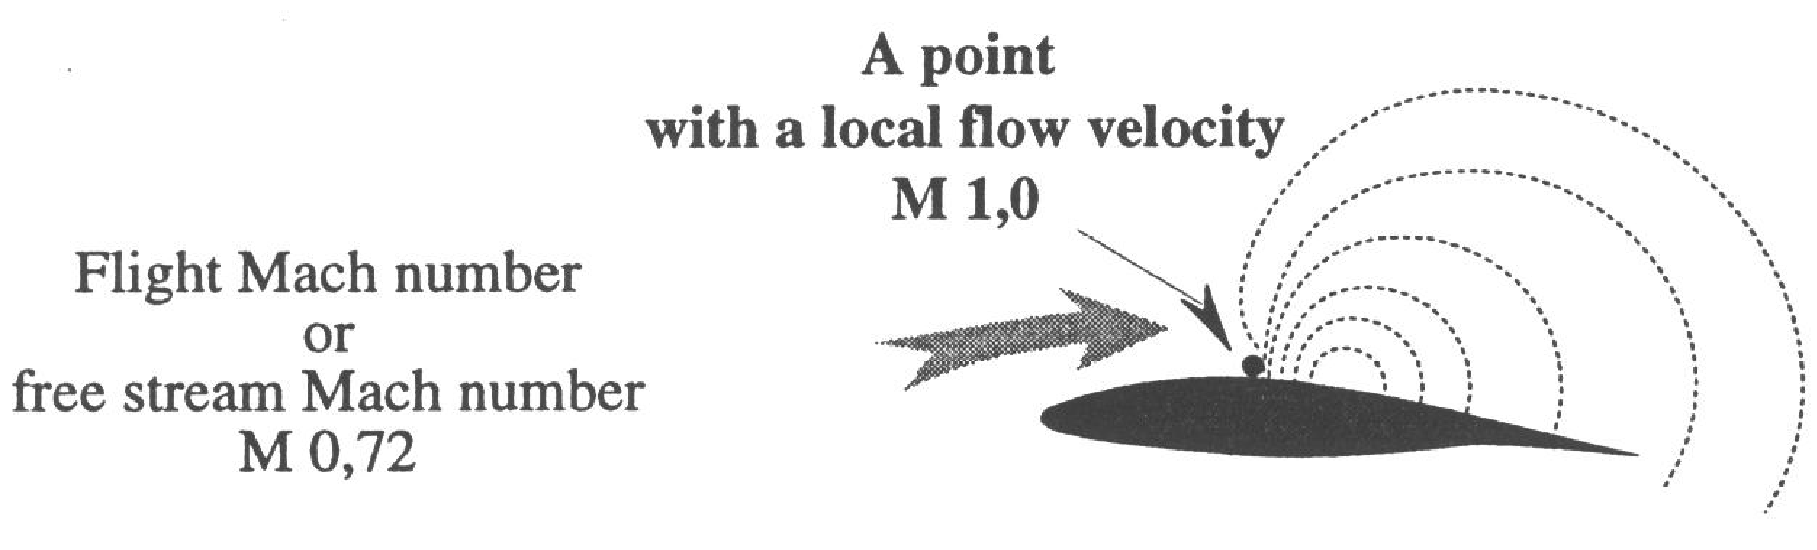 A point
with a local flow velocity
M 1,0
Flight Mach number
or
free stream Mach number
M 0,72